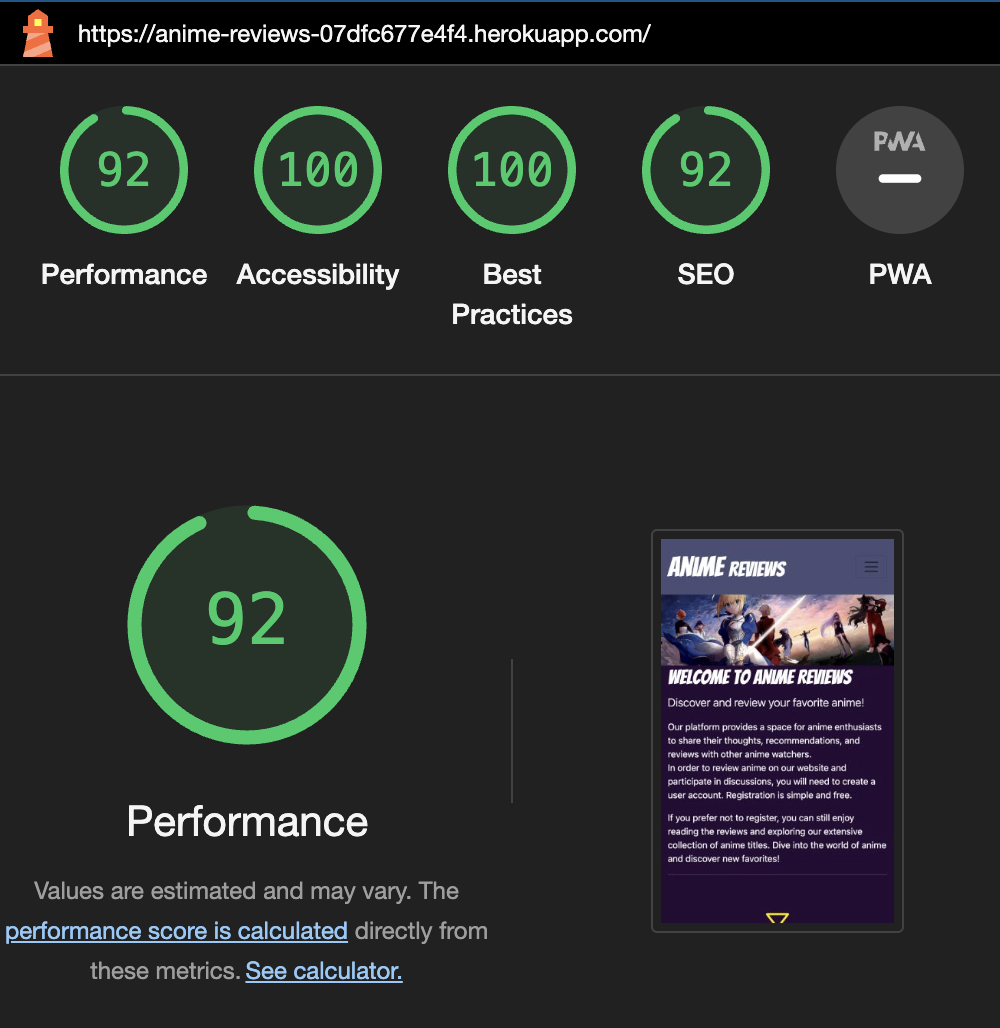 https://anime-reviews-07dfc677e4f4.herokuapp.com/
92
100
100
92
PWA
Performance
Accessibility
Best
Practices
SEO
PWA
92
Performance
Values are estimated and may vary. The
performance score is calculated directly from
these metrics. See calculator.
ANIME REVIEWS
WELCOME TO ANIME REVIEWS
Discover and review your favorite anime!
Our platform provides a space for anime enthusiasts
to share their thoughts, recommendations, and
reviews with other anime watchers.
In order to review anime on our website and
participate in discussions, you will need to create a
user account. Registration is simple and free.
If you prefer not to register, you can still enjoy
reading the reviews and exploring our extensive
collection of anime titles. Dive into the world of anime
and discover new favorites!